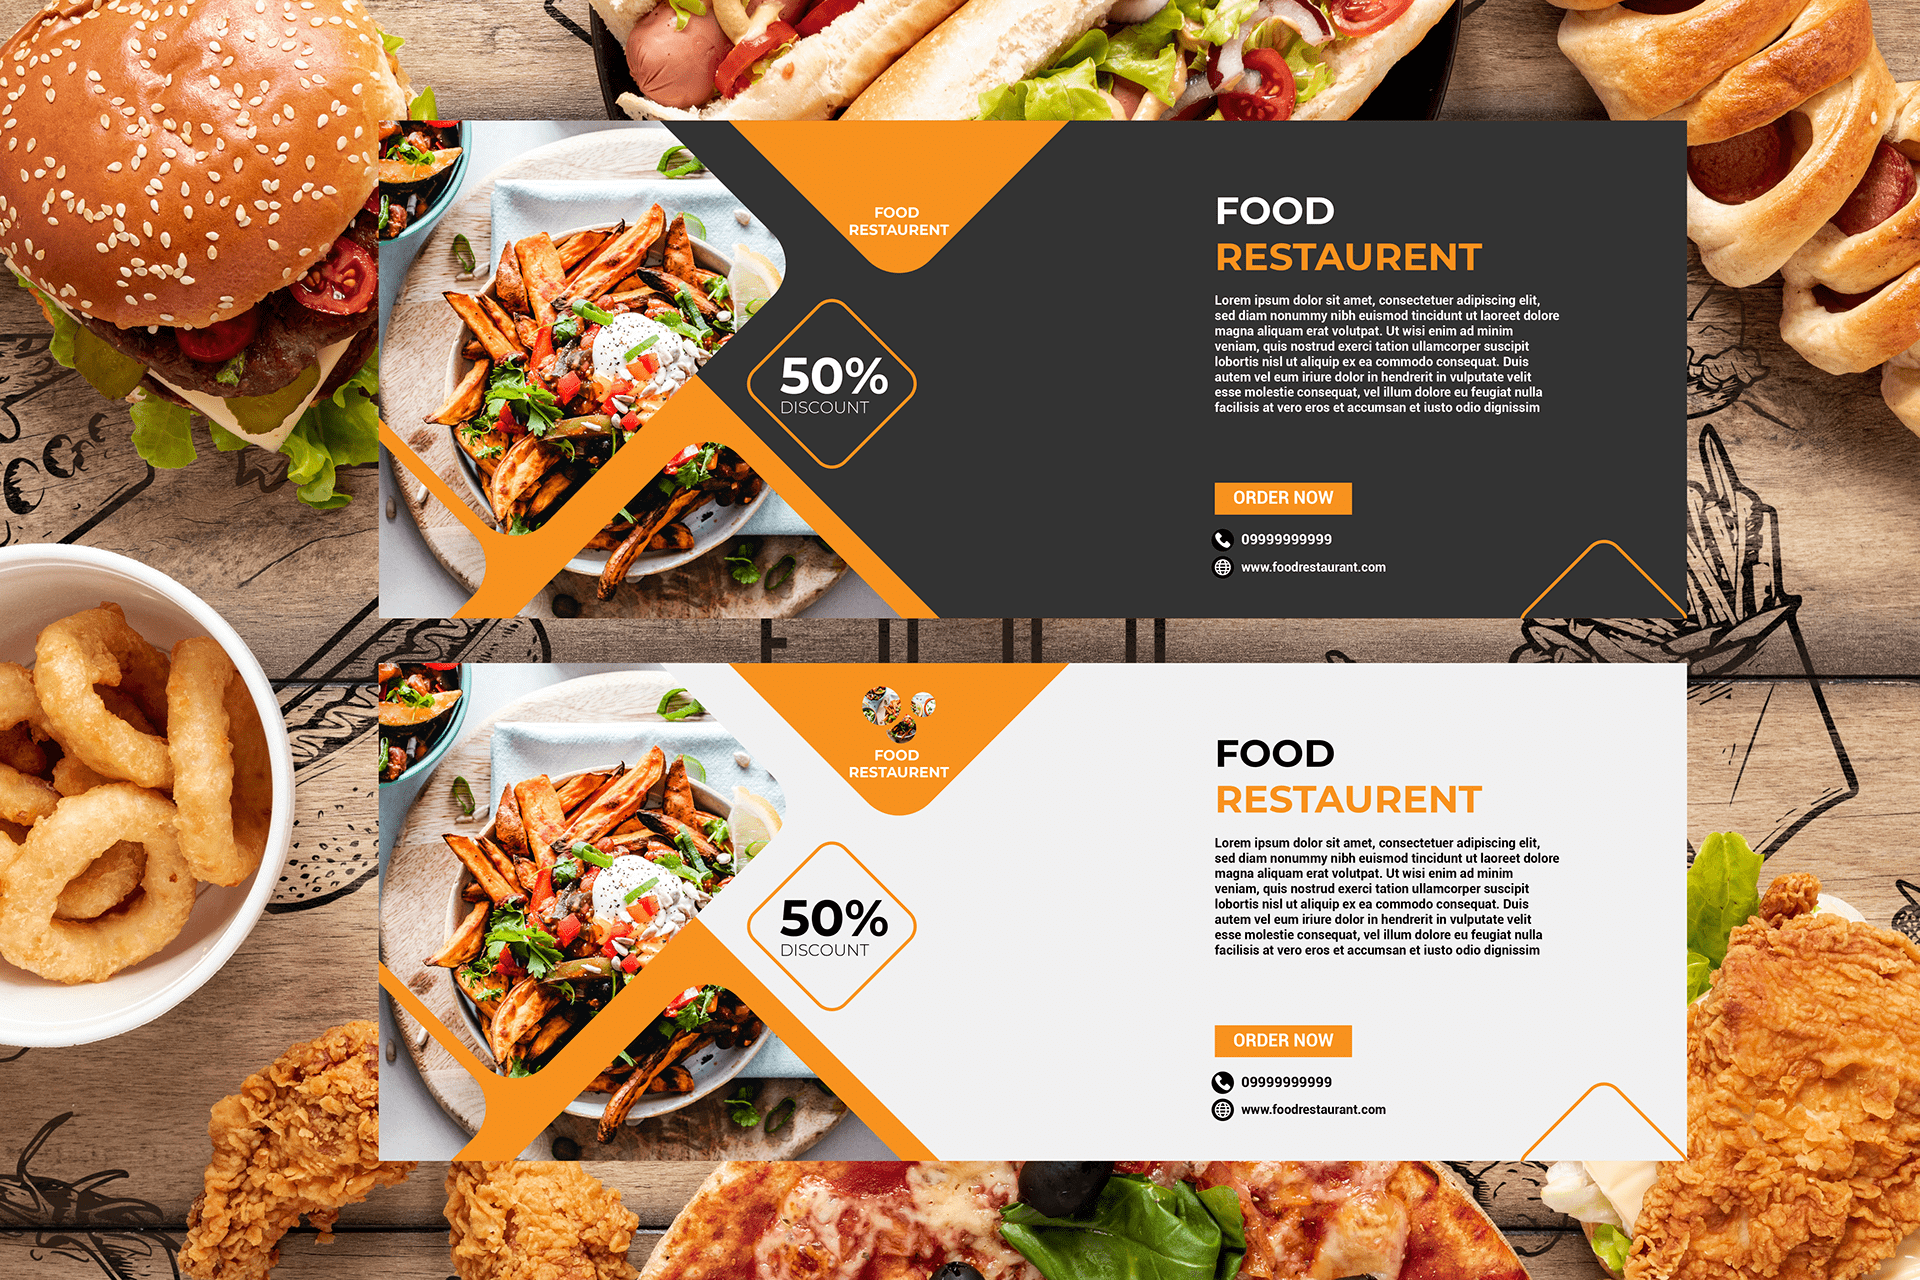 FOOD
RESTAURENT
50%
DISCOUNT
FOOD
RESTAURENT
Lorem ipsum dolor sit amet, consectetuer adipiscing elit,
sed diam nonummy nibh euismod tincidunt ut laoreet dolore
magna aliquam erat volutpat. Ut wisi enim ad minim
veniam, quis nostrud exerci tation ullamcorper suscipit
lobortis nisl ut aliquip ex ea commodo consequat. Duis
autem vel eum iriure dolor in hendrerit in vulputate velit
esse molestie consequat, vel illum dolore eu feugiat nulla
facilisis at vero eros et accumsan et iusto odio dignissim
ORDER NOW
09999999999
www.foodrestaurant.com
FOOD
RESTAURENT
50%
DISCOUNT
FOOD
RESTAURENT
Lorem ipsum dolor sit amet, consectetuer adipiscing elit,
sed diam nonummy nibh euismod tincidunt ut laoreet dolore
magna aliquam erat volutpat. Ut wisi enim ad minim
veniam, quis nostrud exerci tation ullamcorper suscipit
lobortis nisl ut aliquip ex ea commodo consequat. Duis
autem vel eum iriure dolor in hendrerit in vulputate velit
esse molestie consequat, vel illum dolore eu feugiat nulla
facilisis at vero eros et accumsan et iusto odio dignissim
ORDER NOW
09999999999
www.foodrestaurant.com